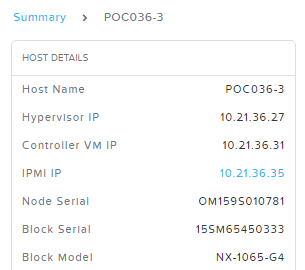 Summary > POC036-3
HOST DETAILS
Host Name POC036-3
Hypervisor IP 10.21.36.27
Controller VM IP 10.21.36.31
IPMI IP 10.21.36.35
Node Serial OM159S010781
Block Serial 15SM65450333
Block Model NX-1065-G4